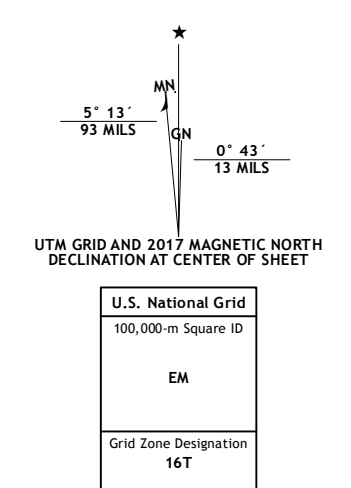 ★
MN
GN
5° 13´
93 MILS
0° 43´
13 MILS
UTM GRID AND 2017 MAGNETIC NORTH
DECLINATION AT CENTER OF SHEET
U.S. National Grid
100,000-m Square ID
EM
Grid Zone Designation
16T